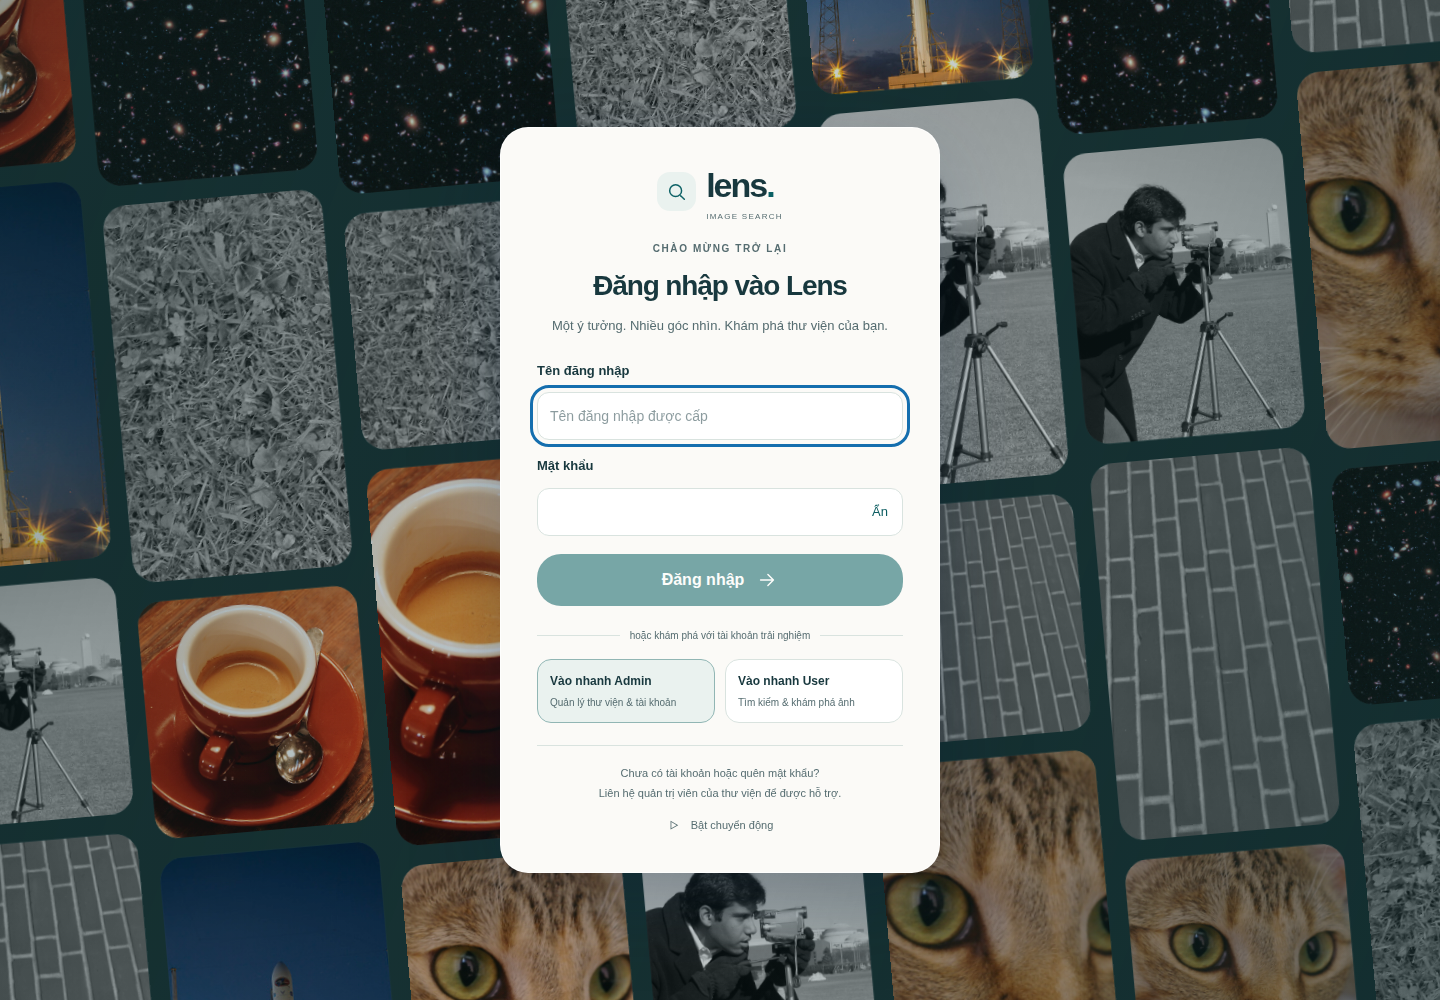 lens.
IMAGE SEARCH
CHÀO MỪNG TRỞ LẠI
Đăng nhập vào Lens
Một ý tưởng. Nhiều góc nhìn. Khám phá thư viện của bạn.
Tên đăng nhập
Tên đăng nhập được cấp
Mật khẩu
Ẩn
Đăng nhập
hoặc khám phá với tài khoản trải nghiệm
Vào nhanh Admin
Quản lý thư viện & tài khoản
Vào nhanh User
Tìm kiếm & khám phá ảnh
Chưa có tài khoản hoặc quên mật khẩu?
Liên hệ quản trị viên của thư viện để được hỗ trợ.
Bật chuyển động